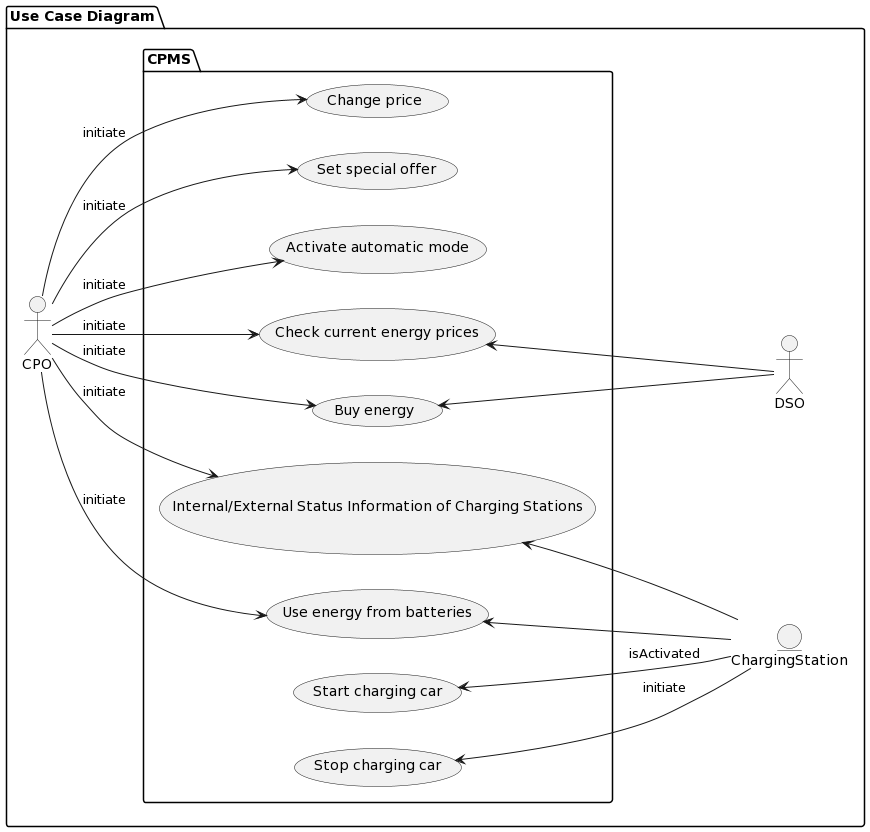 Use Case Diagram
CPMS
Change price
initiate
Set special offer
initiate
Activate automatic mode
initiate
initiate
Check current energy prices
initiate
CPO
initiate
Buy energy
DSO
Internal/External Status Information of Charging Stations
initiate
Use energy from batteries
isActivated
ChargingStation
Start charging car
initiate
Stop charging car